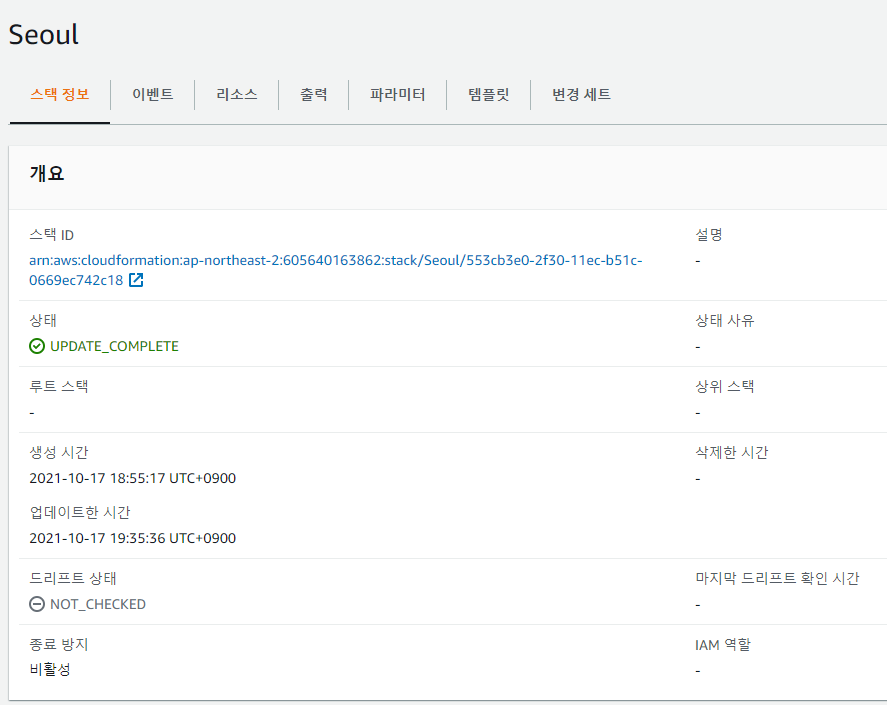 Seoul
스택 정보 이벤트 리소스 출력 파라미터 템플릿 변경 세트
개요
스택 ID 설명
arn:aws:cloudformation:ap-northeast-2:605640163862:stack/Seoul/553cb3e0-2f30-11ec-b51c- -
0669ec742c18
상태 상태 사유
UPDATE_COMPLETE -
루트 스택 상위 스택
- -
생성 시간 삭제한 시간
2021-10-17 18:55:17 UTC+0900 -
업데이트한 시간
2021-10-17 19:35:36 UTC+0900
드리프트 상태 마지막 드리프트 확인 시간
NOT_CHECKED -
종료 방지 IAM 역할
비활성 -